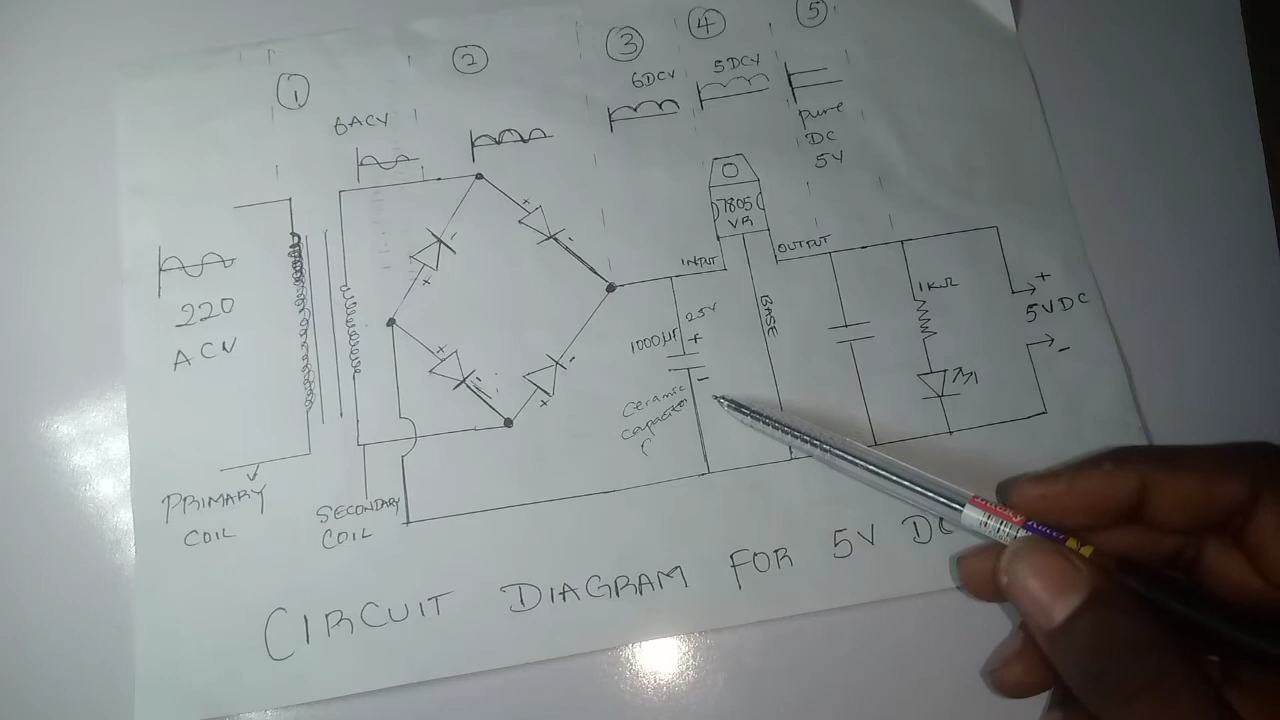 1
2
3
4
5
6DCV
5DCV
pure
DC
5V
6ACV
220
ACV
7805
VR
INPUT
OUTPUT
BASE
1000µF 25V
+
-
Ceramic
capacitor
1KΩ
+
5VDC
-
PRIMARY
COIL
SECONDARY
COIL
+
-
+
-
+
-
+
-
CIRCUIT DIAGRAM FOR 5V DC